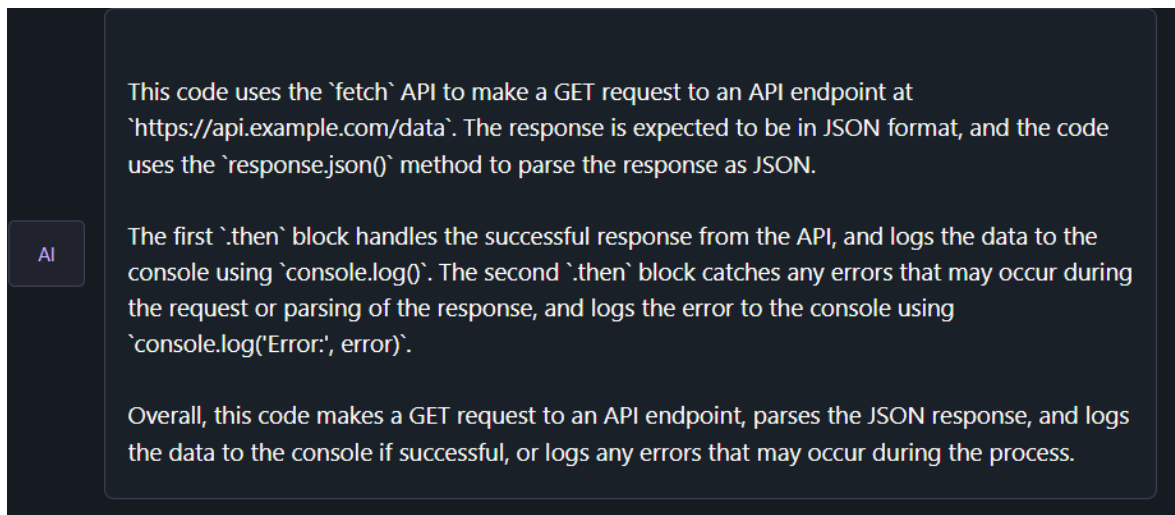 This code uses the `fetch` API to make a GET request to an API endpoint at
`https://api.example.com/data`. The response is expected to be in JSON format, and the code
uses the `response.json()` method to parse the response as JSON.
The first `.then` block handles the successful response from the API, and logs the data to the
AI
console using `console.log()`. The second `.then` block catches any errors that may occur during
the request or parsing of the response, and logs the error to the console using
`console.log('Error:', error)`.
Overall, this code makes a GET request to an API endpoint, parses the JSON response, and logs
the data to the console if successful, or logs any errors that may occur during the process.